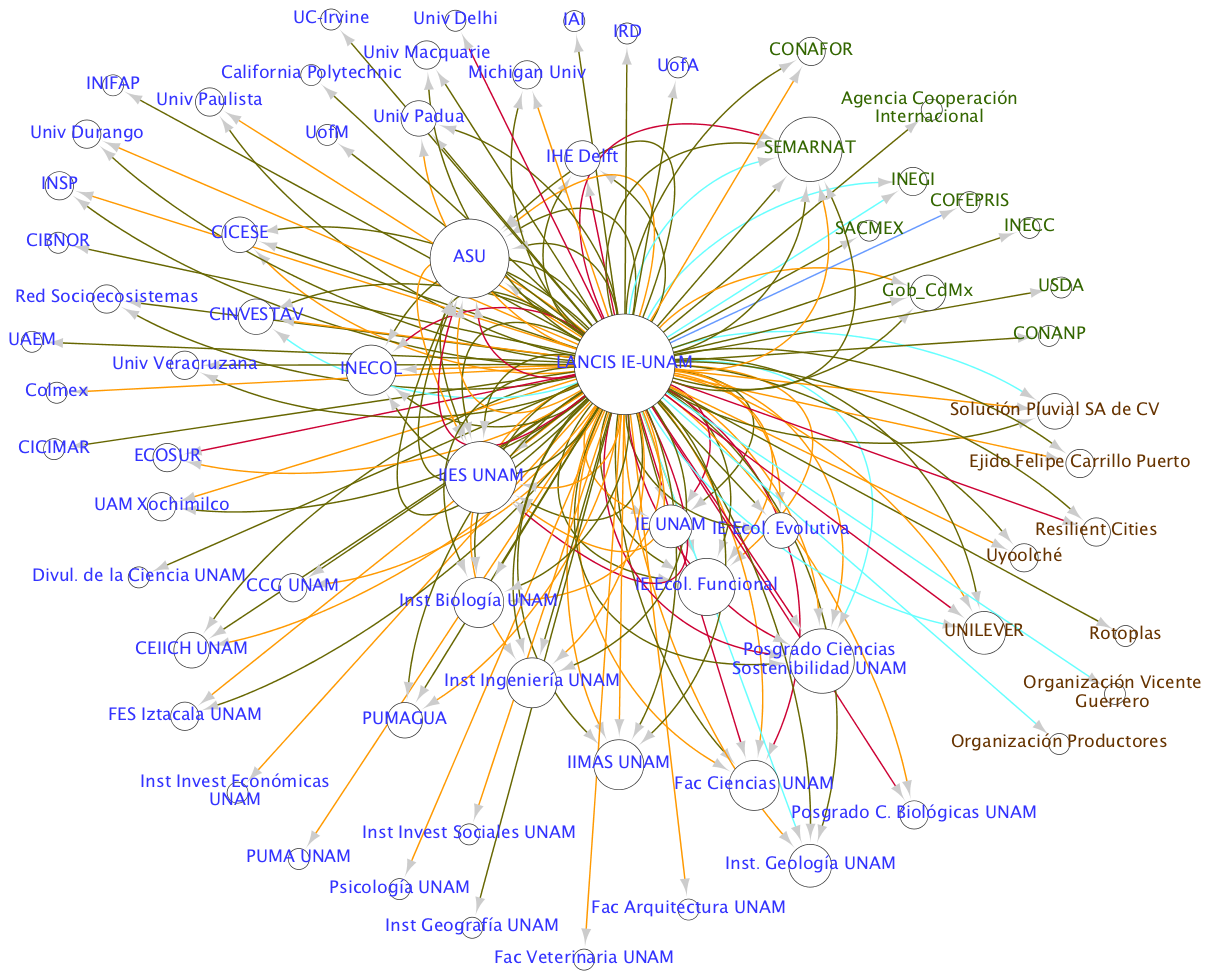 UC-Irvine
Univ Delhi
IAI
IRD
CONAFOR
Univ Macquarie
UofA
INIFAP
California Polytechnic
Michigan Univ
Univ Paulista
Agencia Cooperación
Internacional
Univ Durango
UofM
Univ Padua
IHE Delft
SEMARNAT
INSP
INEGI
COFEPRIS
CIBNOR
CICESE
ASU
SACMEX
INECC
Red Socioecosistemas
CINVESTAV
Gob_CdMx
USDA
UAEM
CONANP
Univ Veracruzana
INECOL
LANCIS IE-UNAM
Colmex
Solución Pluvial SA de CV
CICIMAR
ECOSUR
IIES UNAM
Ejido Felipe Carrillo Puerto
UAM Xochimilco
IE UNAM
IE Ecol. Evolutiva
Resilient Cities
Uyoolché
Divul. de la Ciencia UNAM
CCG UNAM
Inst Biología UNAM
IE Ecol. Funcional
CEIICH UNAM
Posgrado Ciencias
Sostenibilidad UNAM
UNILEVER
Rotoplas
Inst Ingeniería UNAM
Organización Vicente
Guerrero
FES Iztacala UNAM
PUMAGUA
Organización Productores
IIMAS UNAM
Fac Ciencias UNAM
Inst Invest Económicas
UNAM
Posgrado C. Biológicas UNAM
Inst Invest Sociales UNAM
PUMA UNAM
Inst. Geología UNAM
Psicología UNAM
Fac Arquitectura UNAM
Inst Geografía UNAM
Fac Veterinaria UNAM